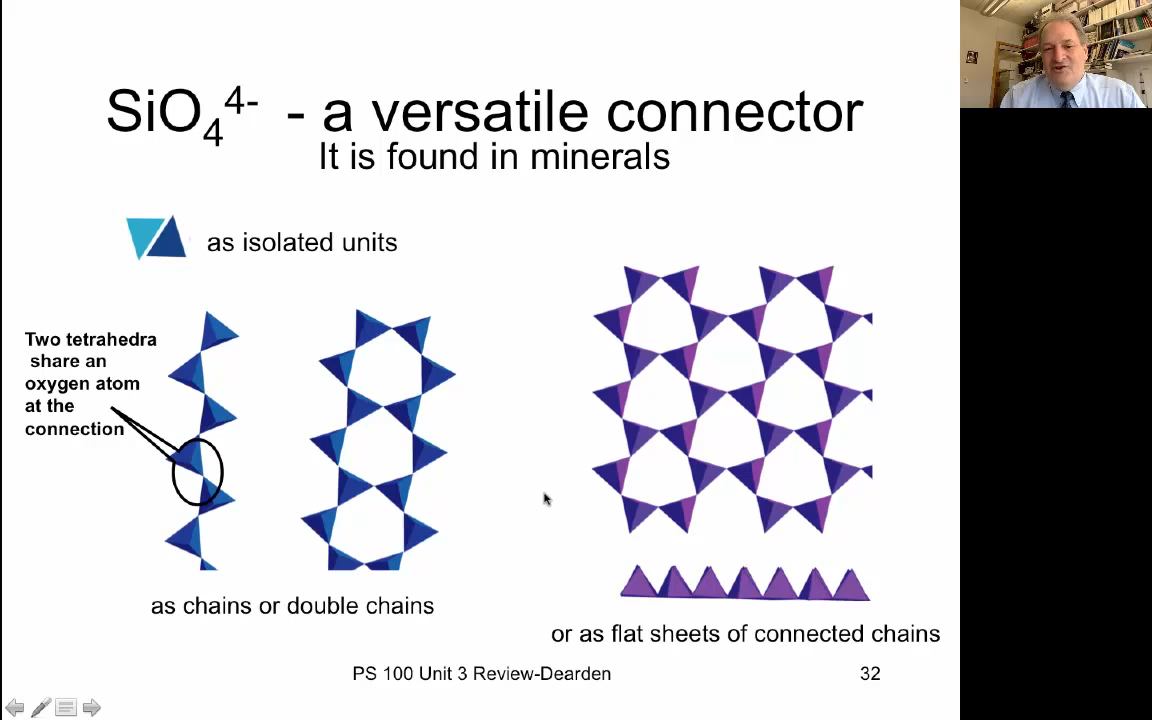 SiO₄⁴⁻ - a versatile connector
It is found in minerals
as isolated units
Two tetrahedra
share an
oxygen atom
at the
connection
as chains or double chains
or as flat sheets of connected chains
PS 100 Unit 3 Review-Dearden
32